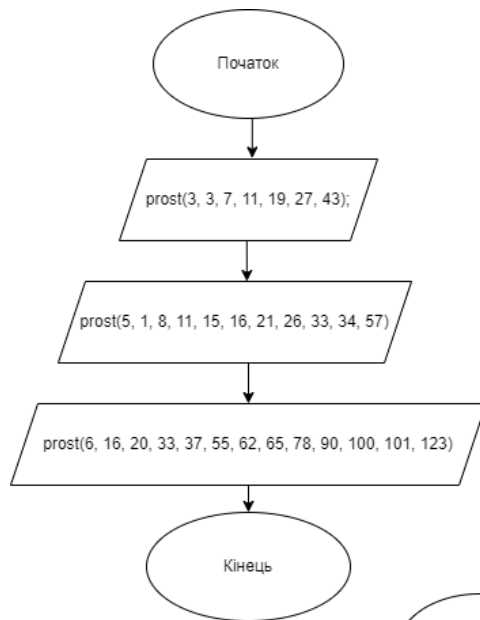 Початок
prost(3, 3, 7, 11, 19, 27, 43);
prost(5, 1, 8, 11, 15, 16, 21, 26, 33, 34, 57)
prost(6, 16, 20, 33, 37, 55, 62, 65, 78, 90, 100, 101, 123)
Кінець